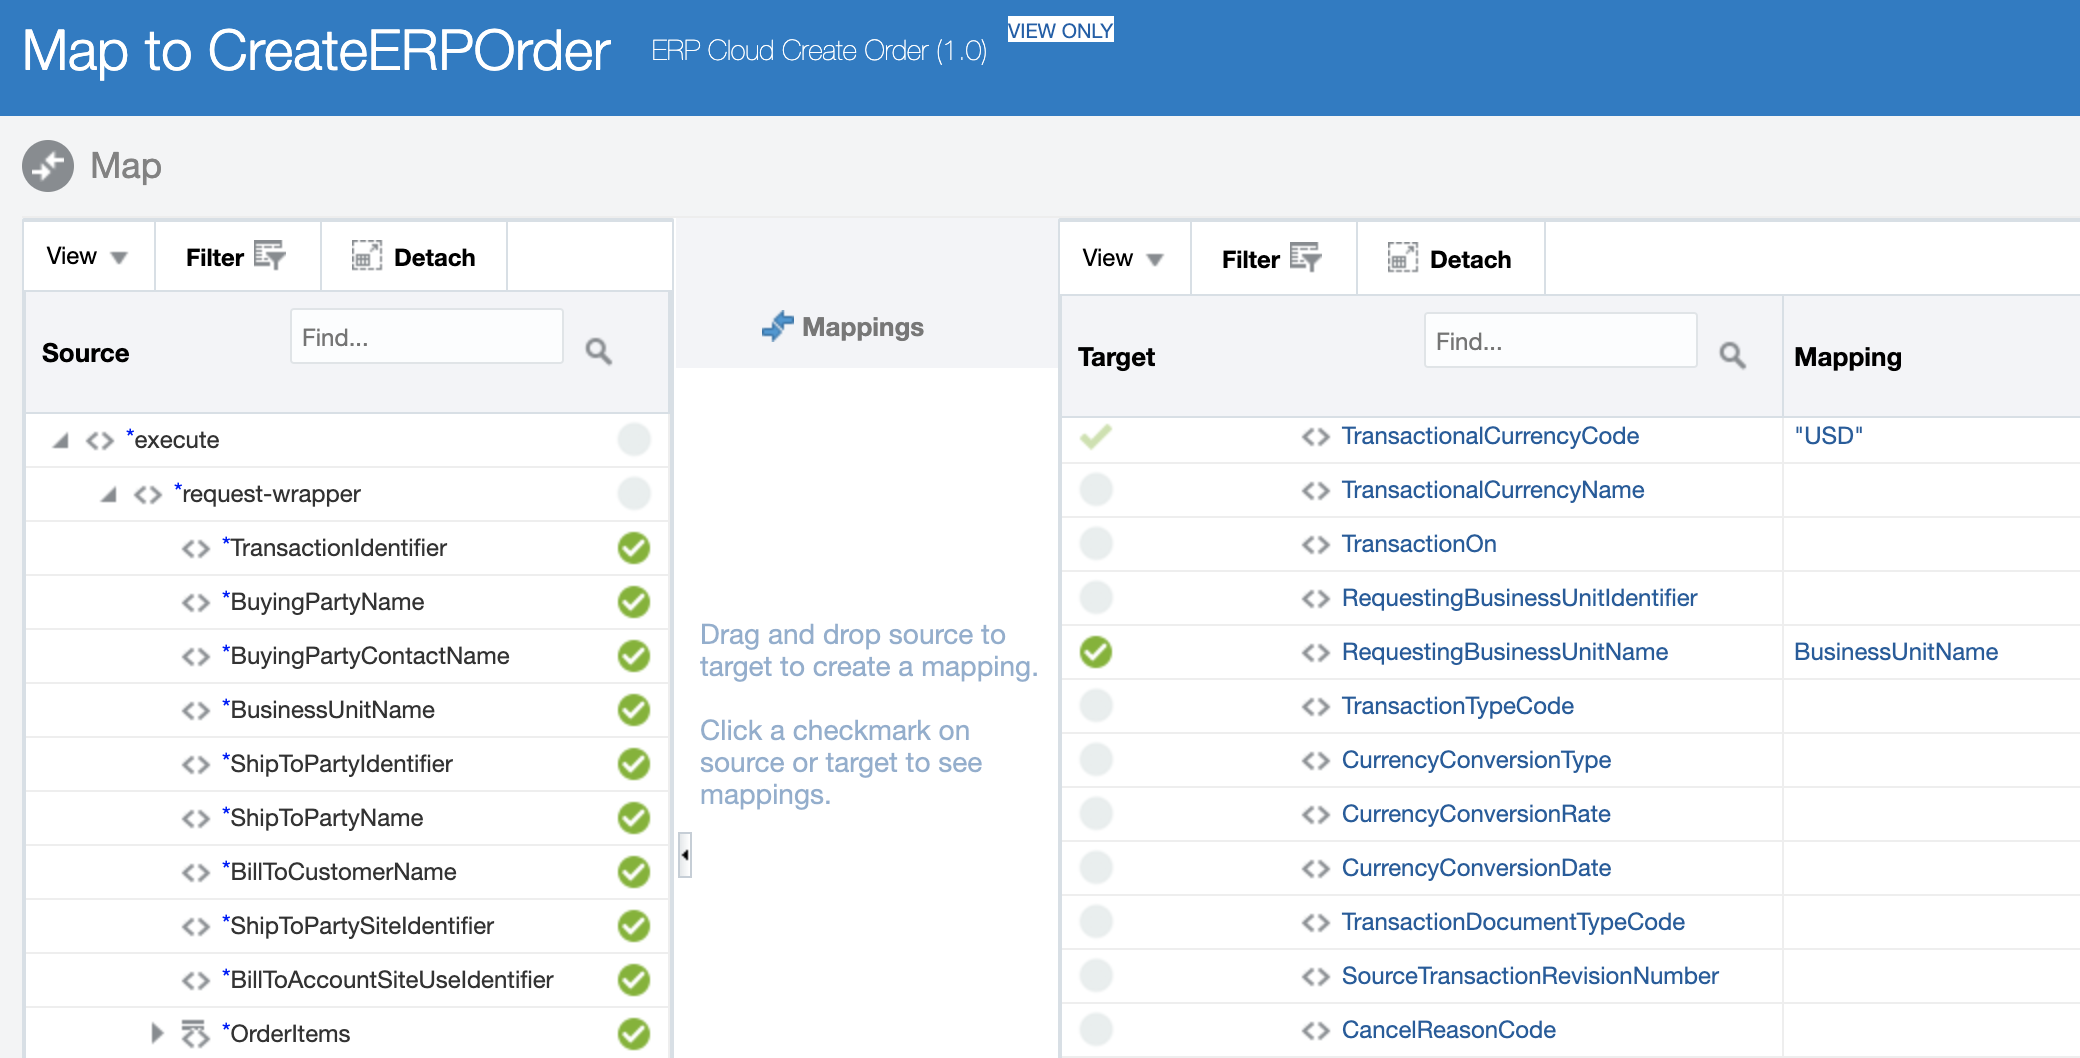 Map to CreateERPOrder ERP Cloud Create Order (1.0) VIEW ONLY
Map
View Filter Detach
Source Find...
*execute
*request-wrapper
*TransactionIdentifier
*BuyingPartyName
*BuyingPartyContactName
*BusinessUnitName
*ShipToPartyIdentifier
*ShipToPartyName
*BillToCustomerName
*ShipToPartySiteIdentifier
*BillToAccountSiteUseIdentifier
*OrderItems
Mappings
Drag and drop source to
target to create a mapping.
Click a checkmark on
source or target to see
mappings.
View Filter Detach
Target Find... Mapping
TransactionalCurrencyCode "USD"
TransactionalCurrencyName
TransactionOn
RequestingBusinessUnitIdentifier
RequestingBusinessUnitName BusinessUnitName
TransactionTypeCode
CurrencyConversionType
CurrencyConversionRate
CurrencyConversionDate
TransactionDocumentTypeCode
SourceTransactionRevisionNumber
CancelReasonCode